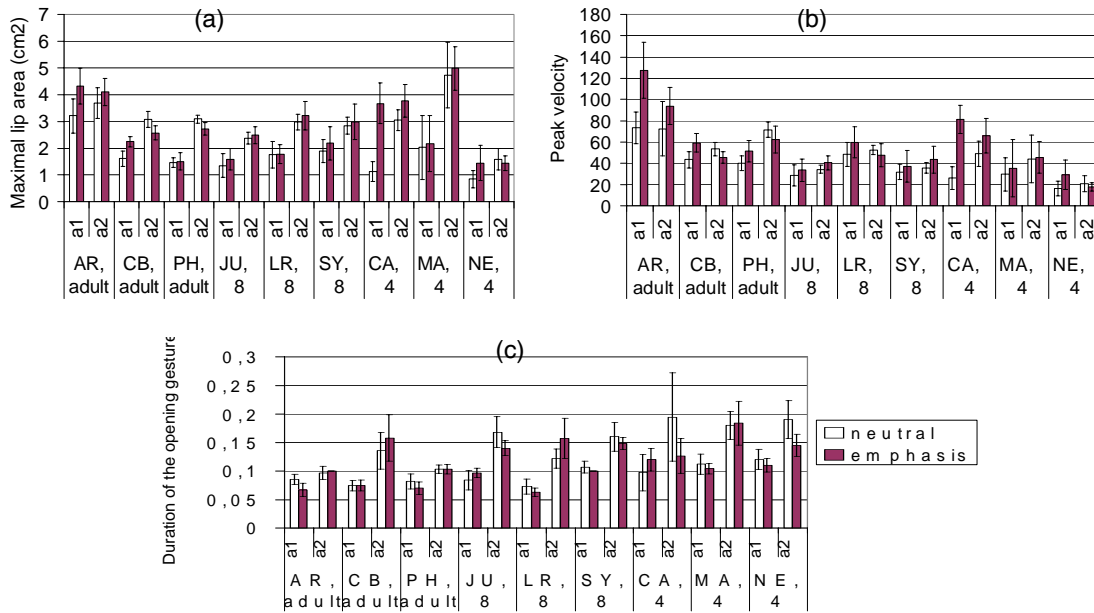 (a)
Maximal lip area (cm2)
7
6
5
4
3
2
1
0
a1 a2 a1 a2 a1 a2 a1 a2 a1 a2 a1 a2 a1 a2 a1 a2 a1 a2
AR, CB, PH, JU, LR, SY, CA, MA, NE,
adult adult adult 8 8 8 4 4 4
(b)
Peak velocity
180
160
140
120
100
80
60
40
20
0
a1 a2 a1 a2 a1 a2 a1 a2 a1 a2 a1 a2 a1 a2 a1 a2 a1 a2
AR, CB, PH, JU, LR, SY, CA, MA, NE,
adult adult adult 8 8 8 4 4 4
(c)
Duration of the opening gesture
0,3
0,25
0,2
0,15
0,1
0,05
0
a1 a2 a1 a2 a1 a2 a1 a2 a1 a2 a1 a2 a1 a2 a1 a2 a1 a2
AR, CB, PH, JU, LR, SY, CA, MA, NE,
adult adult adult 8 8 8 4 4 4
neutral
emphasis